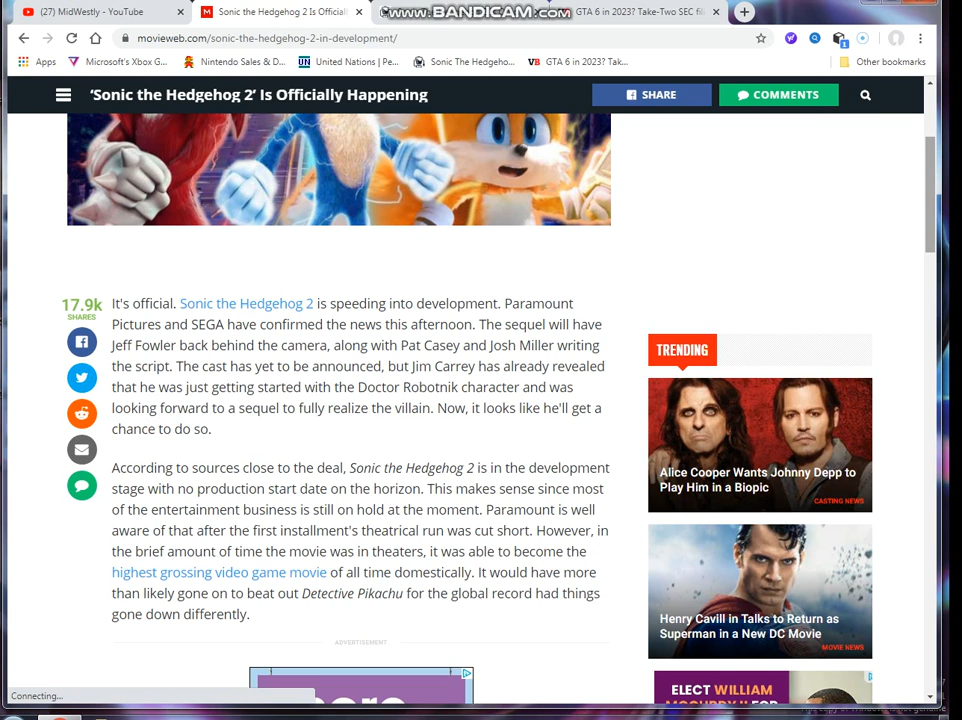 (27) MidWestly - YouTube
Sonic the Hedgehog 2 Is Officiall
www.BANDICAM.com
GTA 6 in 2023? Take-Two SEC fil
movieweb.com/sonic-the-hedgehog-2-in-development/
1
Apps
Microsoft's Xbox G...
Nintendo Sales & D...
UN
United Nations | Pe...
Sonic The Hedgeho...
VB GTA 6 in 2023? Tak...
Other bookmarks
‘Sonic the Hedgehog 2’ Is Officially Happening
SHARE
COMMENTS
17.9k
SHARES
It's official. Sonic the Hedgehog 2 is speeding into development. Paramount
Pictures and SEGA have confirmed the news this afternoon. The sequel will have
Jeff Fowler back behind the camera, along with Pat Casey and Josh Miller writing
the script. The cast has yet to be announced, but Jim Carrey has already revealed
that he was just getting started with the Doctor Robotnik character and was
looking forward to a sequel to fully realize the villain. Now, it looks like he'll get a
chance to do so.
According to sources close to the deal, Sonic the Hedgehog 2 is in the development
stage with no production start date on the horizon. This makes sense since most
of the entertainment business is still on hold at the moment. Paramount is well
aware of that after the first installment's theatrical run was cut short. However, in
the brief amount of time the movie was in theaters, it was able to become the
highest grossing video game movie of all time domestically. It would have more
than likely gone on to beat out Detective Pikachu for the global record had things
gone down differently.
ADVERTISEMENT
TRENDING
Alice Cooper Wants Johnny Depp to
Play Him in a Biopic
CASTING NEWS
Henry Cavill in Talks to Return as
Superman in a New DC Movie
MOVIE NEWS
ELECT WILLIAM
Connecting...